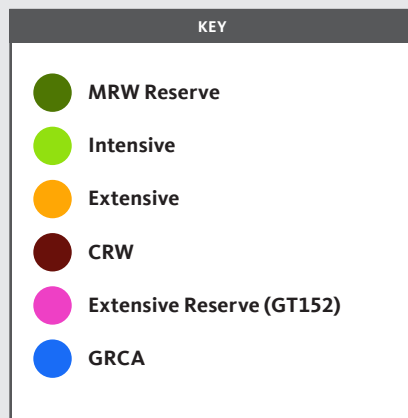 KEY
MRW Reserve
Intensive
Extensive
CRW
Extensive Reserve (GT152)
GRCA